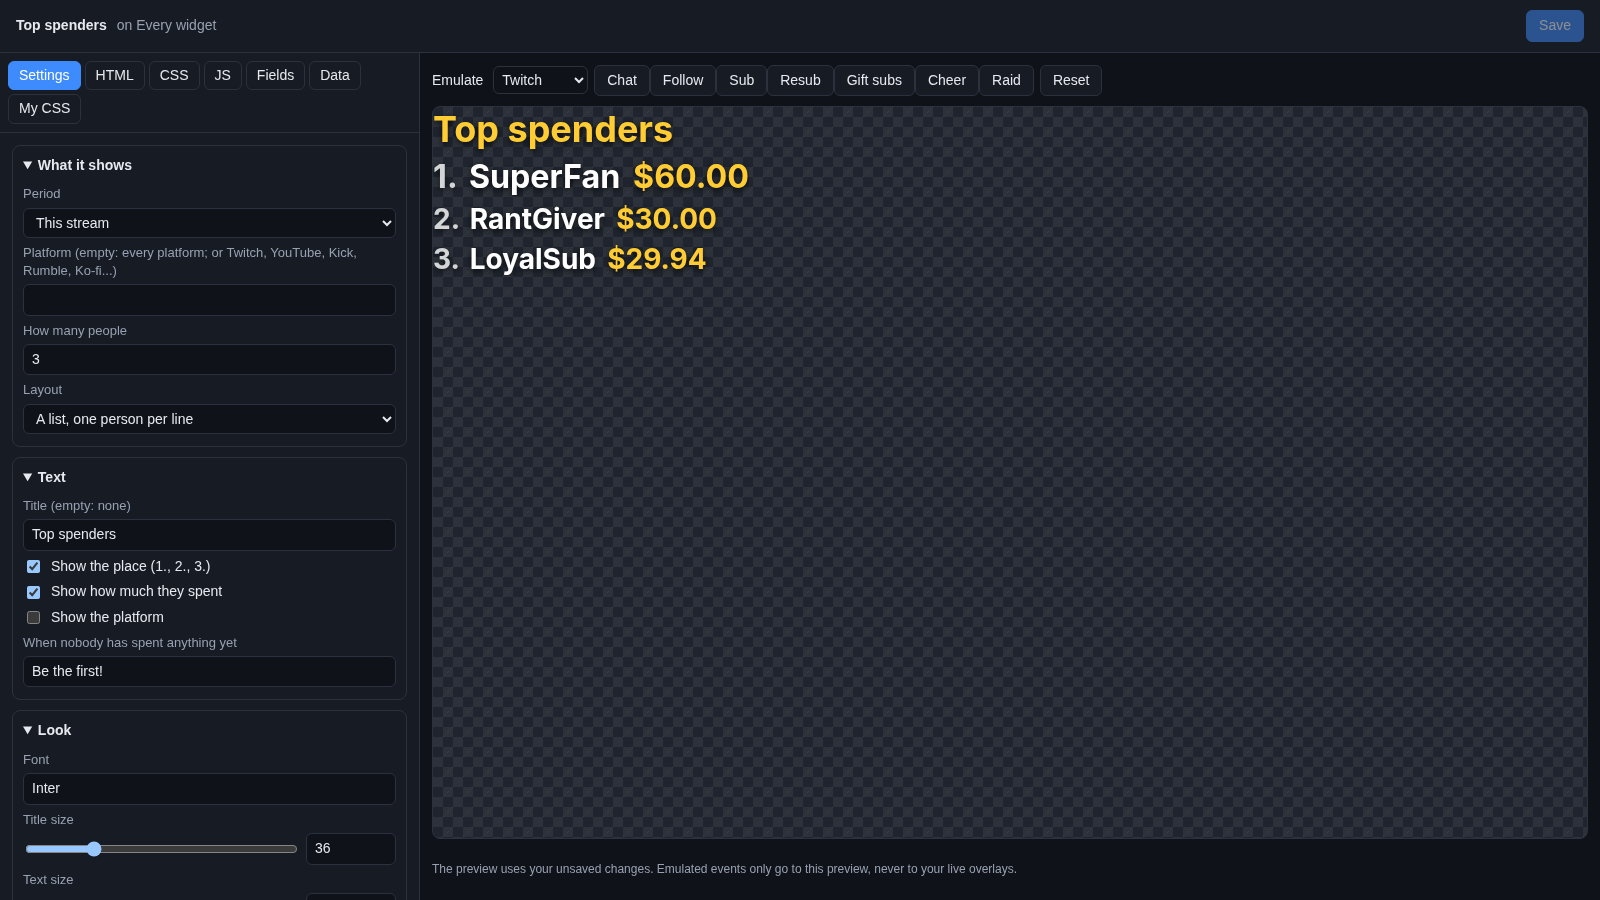 Top spenders on Every widget
Save
Settings HTML CSS JS Fields Data
My CSS
What it shows
Period
This stream
Platform (empty: every platform; or Twitch, YouTube, Kick,
Rumble, Ko-fi...)
How many people
3
Layout
A list, one person per line
Text
Title (empty: none)
Top spenders
Show the place (1., 2., 3.)
Show how much they spent
Show the platform
When nobody has spent anything yet
Be the first!
Look
Font
Inter
Title size
36
Text size
Emulate Twitch Chat Follow Sub Resub Gift subs Cheer Raid Reset
Top spenders
1. SuperFan $60.00
2. RantGiver $30.00
3. LoyalSub $29.94
The preview uses your unsaved changes. Emulated events only go to this preview, never to your live overlays.